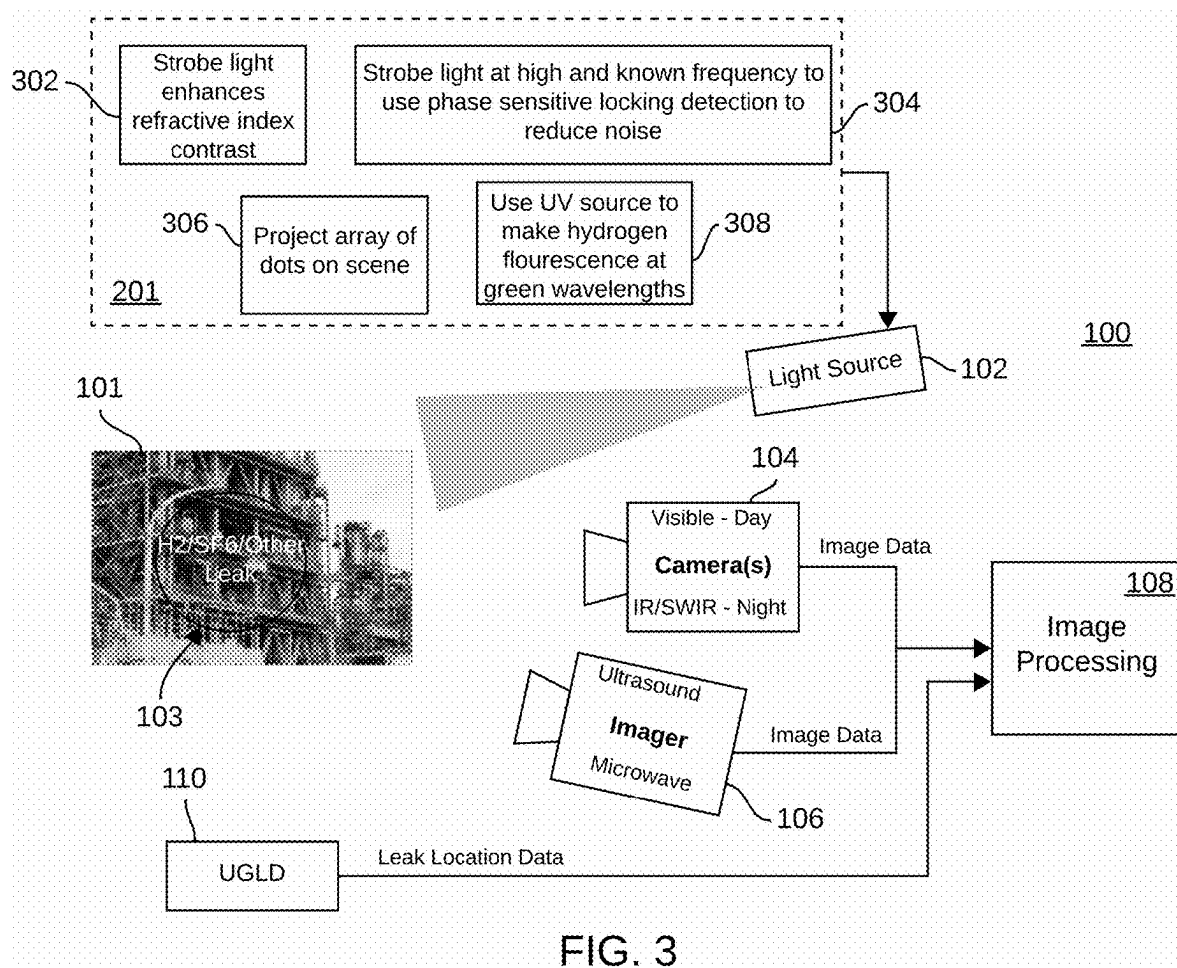 302
Strobe light
enhances
refractive index
contrast
Strobe light at high and known frequency to
use phase sensitive locking detection to
reduce noise
304
306
Project array of
dots on scene
Use UV source to
make hydrogen
flourescence at
green wavelengths
308
201
100
Light Source
102
101
H2/SF6/Other
Leak
103
104
Visible - Day
Camera(s)
IR/SWIR - Night
Image Data
108
Image
Processing
Ultrasound
Imager
Microwave
Image Data
106
110
UGLD
Leak Location Data
FIG. 3